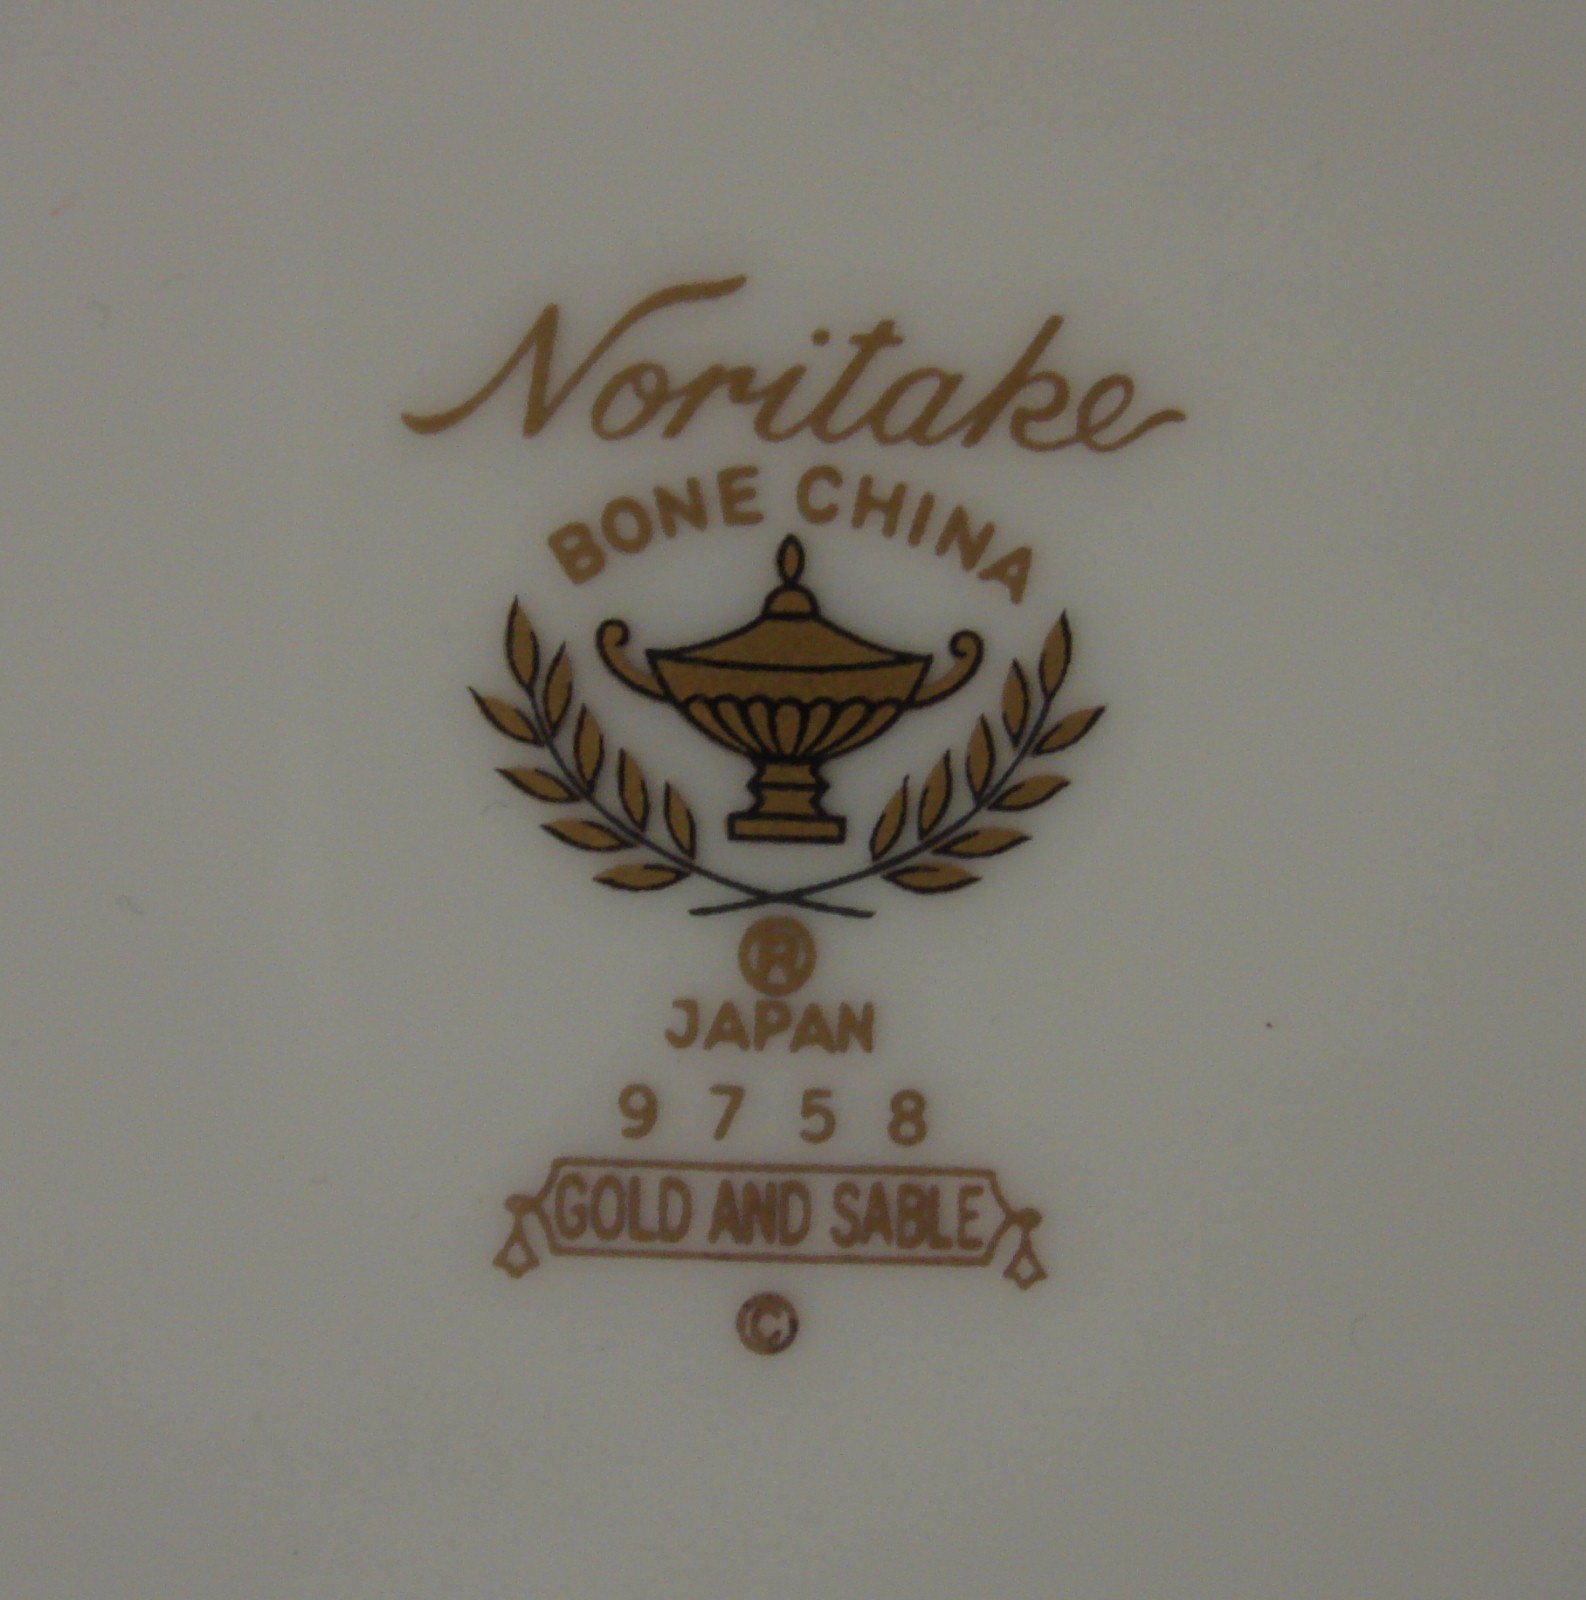 Noritake
BONE CHINA
®
JAPAN
9758
GOLD AND SABLE
©